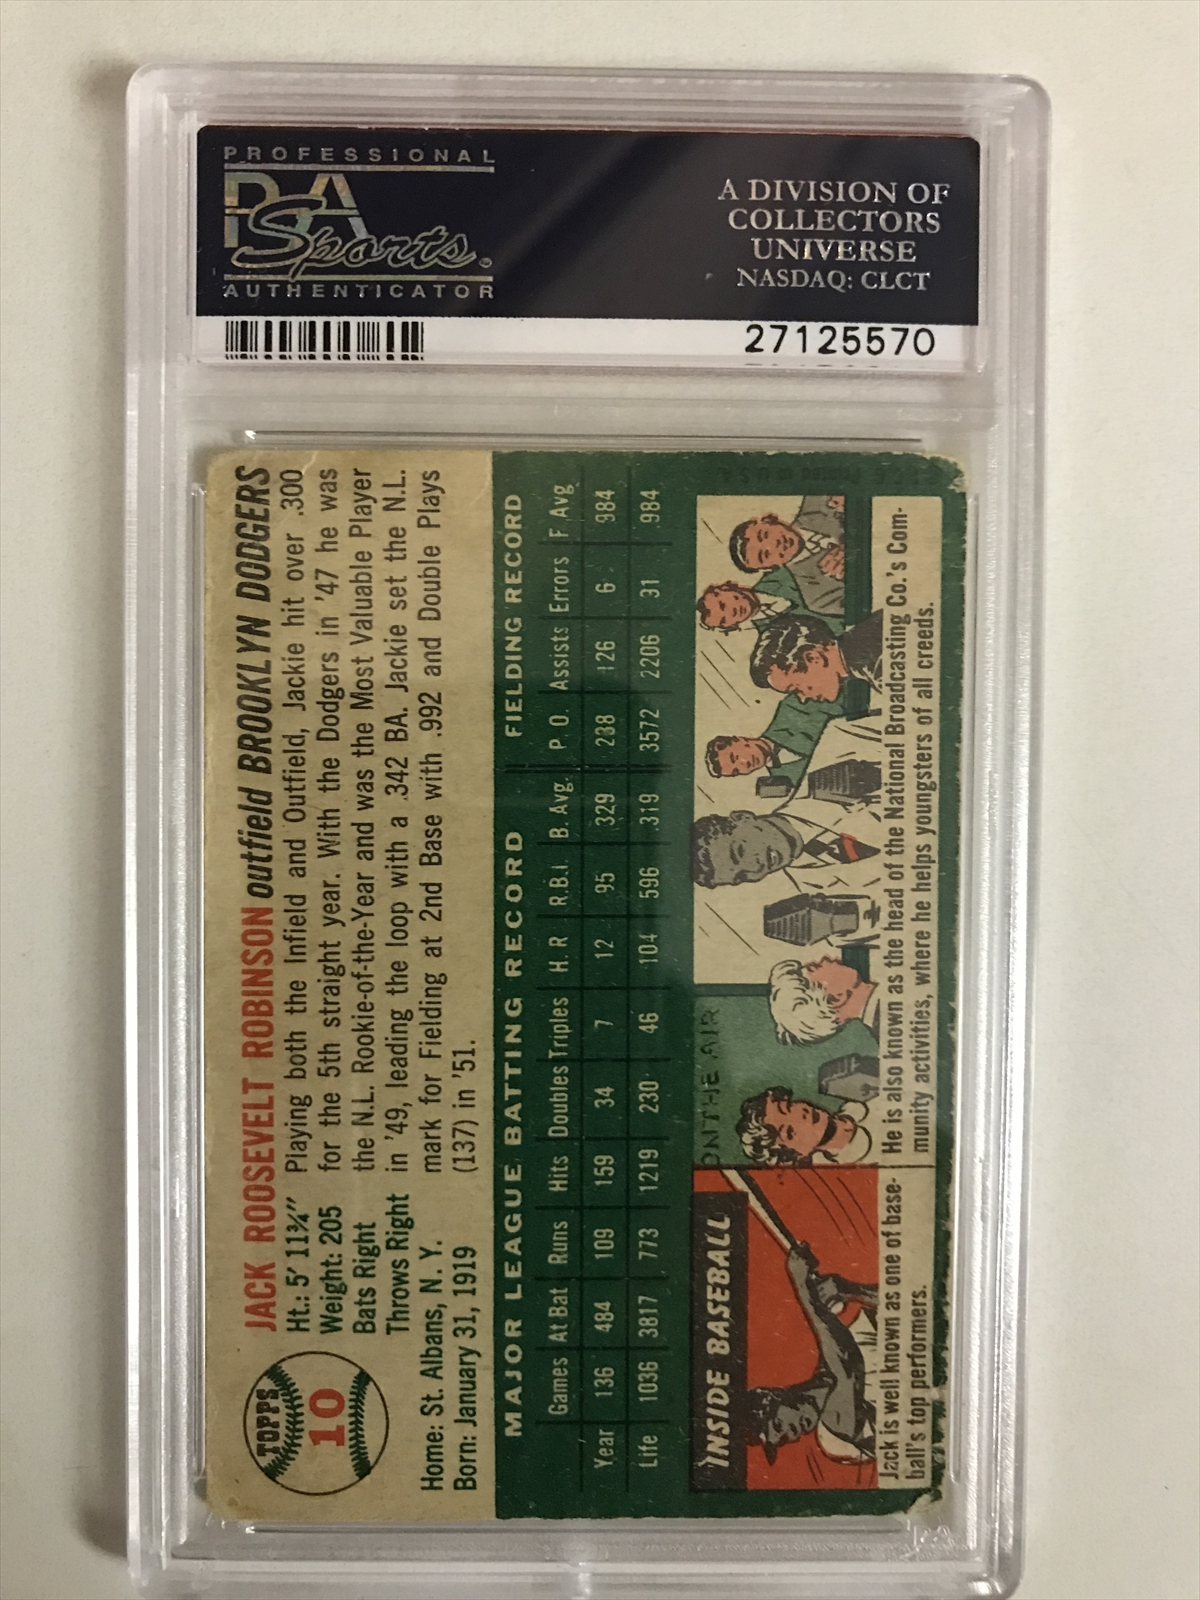 PROFESSIONAL
PSA
Sports
AUTHENTICATOR
A DIVISION OF
COLLECTORS
UNIVERSE
NASDAQ: CLCT
27125570
TOPPS
10
JACK ROOSEVELT ROBINSON outfield BROOKLYN DODGERS
Ht.: 5' 11¾"
Weight: 205
Bats Right
Throws Right
Home: St. Albans, N. Y.
Born: January 31, 1919
Playing both the Infield and Outfield, Jackie hit over .300
for the 5th straight year. With the Dodgers in '47 he was
the N.L. Rookie-of-the-Year and was the Most Valuable Player
in '49, leading the loop with a .342 BA. Jackie set the N.L.
mark for Fielding at 2nd Base with .992 and Double Plays
(137) in '51.
MAJOR LEAGUE BATTING RECORD FIELDING RECORD
Games At Bat Runs Hits Doubles Triples H. R R.B.I. B. Avg. P. O. Assists Errors F. Avg
Year 136 484 109 159 34 7 12 95 .329 238 126 6 .984
Life 1036 3817 773 1219 230 46 104 596 .319 3572 2206 31 .984
INSIDE BASEBALL
ON THE AIR
Jack is well known as one of base-
ball's top performers.
He is also known as the head of the National Broadcasting Co.'s Com-
munity activities, where he helps youngsters of all creeds.
Printed in U.S.A.